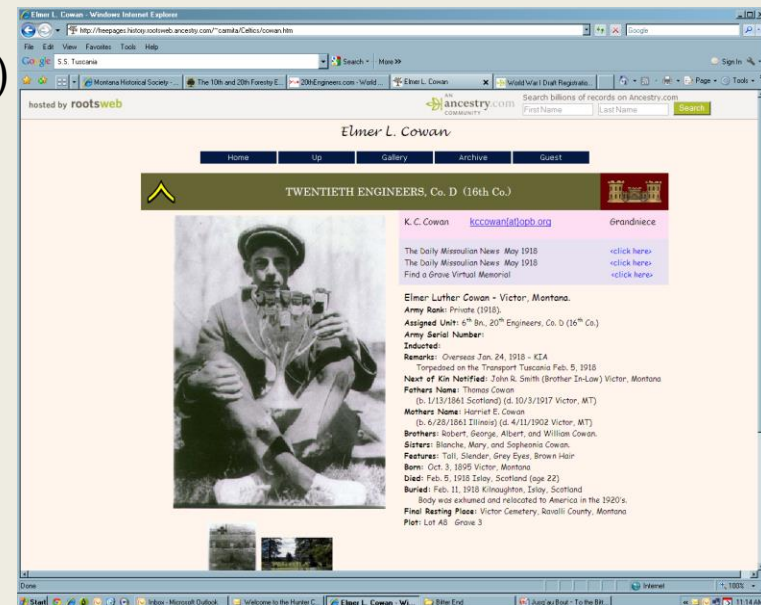 )
Elmer L. Cowan - Windows Internet Explorer
http://freepages.history.rootsweb.ancestry.com/~carmita/Celtics/cowan.htm
Google
File Edit View Favorites Tools Help
Google S.S. Tuscania Search More >> Sign In
Montana Historical Society - ... The 10th and 20th Forestry E... 20thEngineers.com - World ... Elmer L. Cowan World War I Draft Registratio... Page Tools
hosted by rootsweb
AN ancestry.com COMMUNITY
Search billions of records on Ancestry.com
First Name Last Name Search
Elmer L. Cowan
Home Up Gallery Archive Guest
TWENTIETH ENGINEERS, Co. D (16th Co.)
K. C. Cowan kccowan[at]opb.org Grandniece
The Daily Missoulian News May 1918 <click here>
The Daily Missoulian News May 1918 <click here>
Find a Grave Virtual Memorial <click here>
Elmer Luther Cowan - Victor, Montana.
Army Rank: Private (1918).
Assigned Unit: 6th Bn., 20th Engineers, Co. D (16th Co.)
Army Serial Number:
Inducted:
Remarks: Overseas Jan. 24, 1918 - KIA
Torpedoed on the Transport Tuscania Feb. 5, 1918
Next of Kin Notified: John R. Smith (Brother In-Law) Victor, Montana
Fathers Name: Thomas Cowan
(b. 1/13/1861 Scotland) (d. 10/3/1917 Victor, MT)
Mothers Name: Harriet E. Cowan
(b. 6/28/1861 Illinois) (d. 4/11/1902 Victor, MT)
Brothers: Robert, George, Albert, and William Cowan.
Sisters: Blanche, Mary, and Sophronia Cowan.
Features: Tall, Slender, Grey Eyes, Brown Hair
Born: Oct. 3, 1895 Victor, Montana
Died: Feb. 5, 1918 Islay, Scotland (age 22)
Buried: Feb. 11, 1918 Kilnaughton, Islay, Scotland
Body was exhumed and relocated to America in the 1920's.
Final Resting Place: Victor Cemetery, Ravalli County, Montana
Plot: Lot A8 Grave 3
Done Internet 100%
Start Inbox - Microsoft Outlook Welcome to the Hunter C... Elmer L. Cowan - Wi... Bitter End Jusq'au Bout - To the Bitt... 11:14 AM